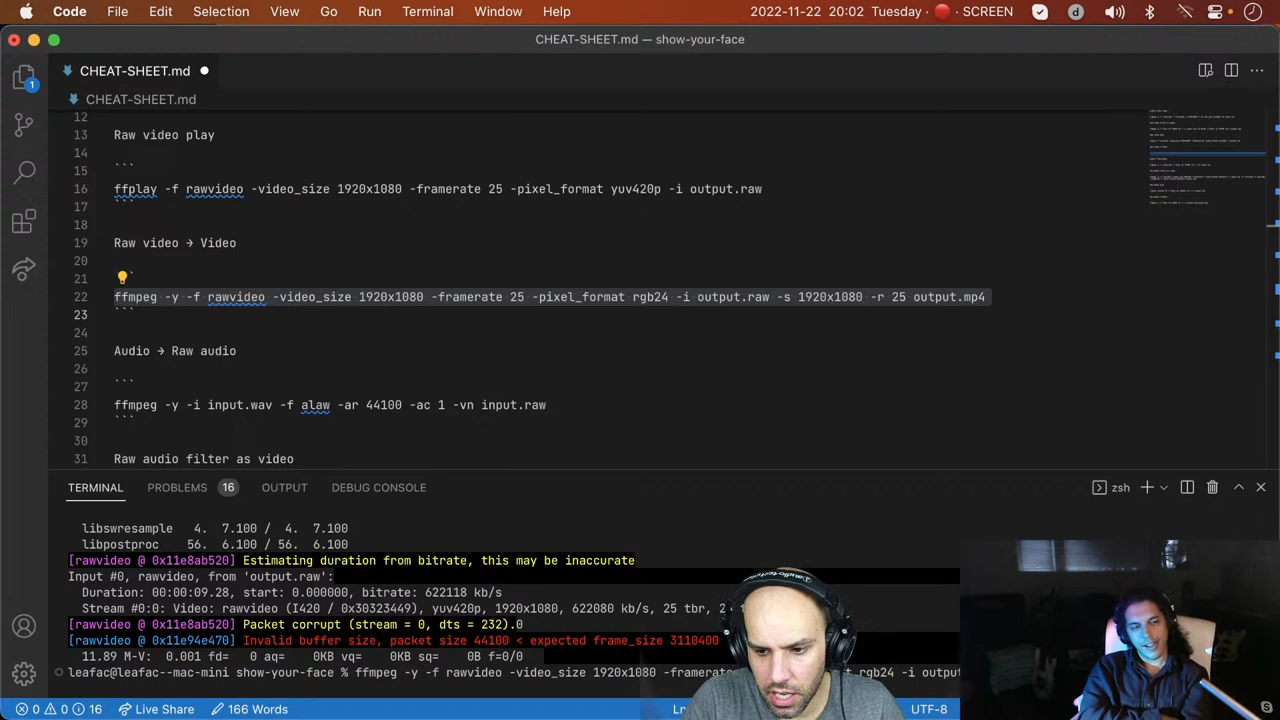 Code File Edit Selection View Go Run Terminal Window Help 2022-11-22 20:02 Tuesday SCREEN d
CHEAT-SHEET.md — show-your-face
CHEAT-SHEET.md
CHEAT-SHEET.md
1
12
13 Raw video play
14
15 ```
16 ffplay -f rawvideo -video_size 1920x1080 -framerate 25 -pixel_format yuv420p -i output.raw
17 ```
18
19 Raw video → Video
20
21 `
22 ffmpeg -y -f rawvideo -video_size 1920x1080 -framerate 25 -pixel_format rgb24 -i output.raw -s 1920x1080 -r 25 output.mp4
23 ```
24
25 Audio → Raw audio
26
27 ```
28 ffmpeg -y -i input.wav -f alaw -ar 44100 -ac 1 -vn input.raw
29 ```
30
31 Raw audio filter as video
TERMINAL PROBLEMS 16 OUTPUT DEBUG CONSOLE zsh
libswresample 4. 7.100 / 4. 7.100
libpostproc 56. 6.100 / 56. 6.100
[rawvideo @ 0x11e8ab520] Estimating duration from bitrate, this may be inaccurate
Input #0, rawvideo, from 'output.raw':
Duration: 00:00:09.28, start: 0.000000, bitrate: 622118 kb/s
Stream #0:0: Video: rawvideo (I420 / 0x30323449), yuv420p, 1920x1080, 622080 kb/s, 25 tbr, 2
[rawvideo @ 0x11e8ab520] Packet corrupt (stream = 0, dts = 232).0
[rawvideo @ 0x11e94e470] Invalid buffer size, packet size 44100 < expected frame_size 3110400
11.89 M-V: 0.001 fd= 0 aq= 0KB vq= 0KB sq= 0B f=0/0
leafac@leafac--mac-mini show-your-face % ffmpeg -y -f rawvideo -video_size 1920x1080 -framerat rgb24 -i outpu
0 0 16 Live Share 166 Words Ln UTF-8